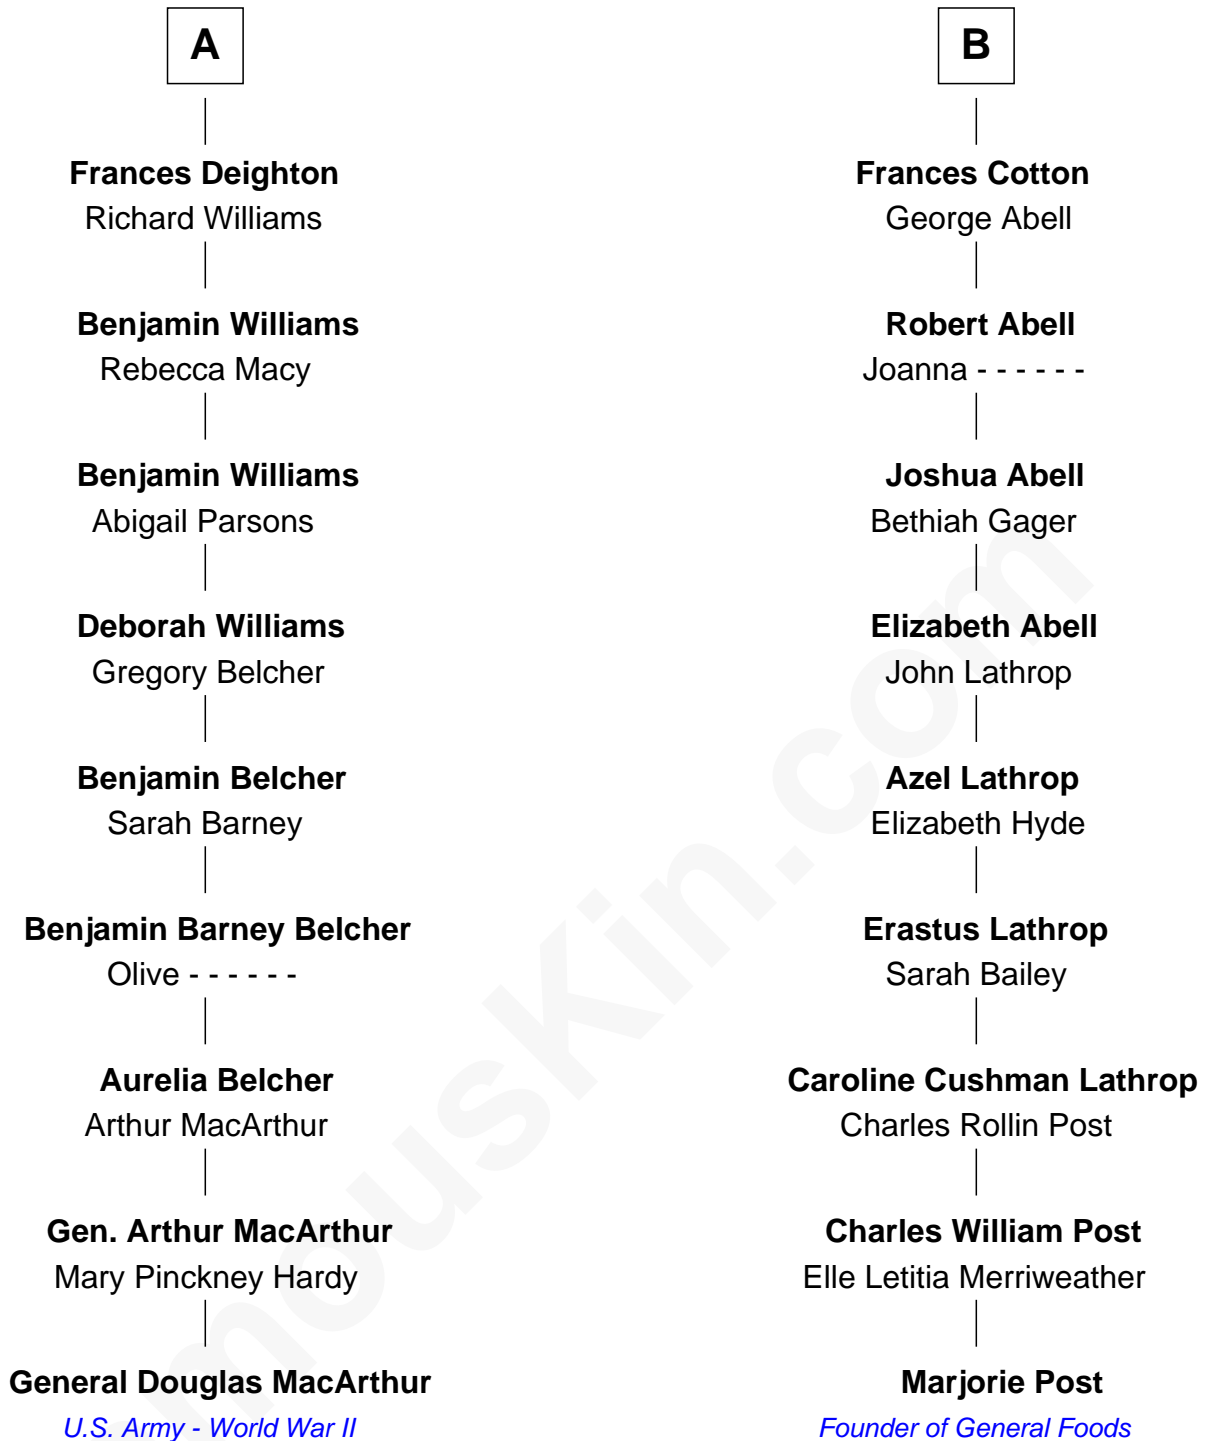 A
B
Frances Deighton
Richard Williams
Frances Cotton
George Abell
Benjamin Williams
Rebecca Macy
Robert Abell
Joanna - - - - - -
Benjamin Williams
Abigail Parsons
Joshua Abell
Bethiah Gager
Deborah Williams
Gregory Belcher
Elizabeth Abell
John Lathrop
Benjamin Belcher
Sarah Barney
Azel Lathrop
Elizabeth Hyde
Benjamin Barney Belcher
Olive - - - - - -
Erastus Lathrop
Sarah Bailey
Aurelia Belcher
Arthur MacArthur
Caroline Cushman Lathrop
Charles Rollin Post
Gen. Arthur MacArthur
Mary Pinckney Hardy
Charles William Post
Elle Letitia Merriweather
General Douglas MacArthur
U.S. Army - World War II
Marjorie Post
Founder of General Foods
mousKin.com